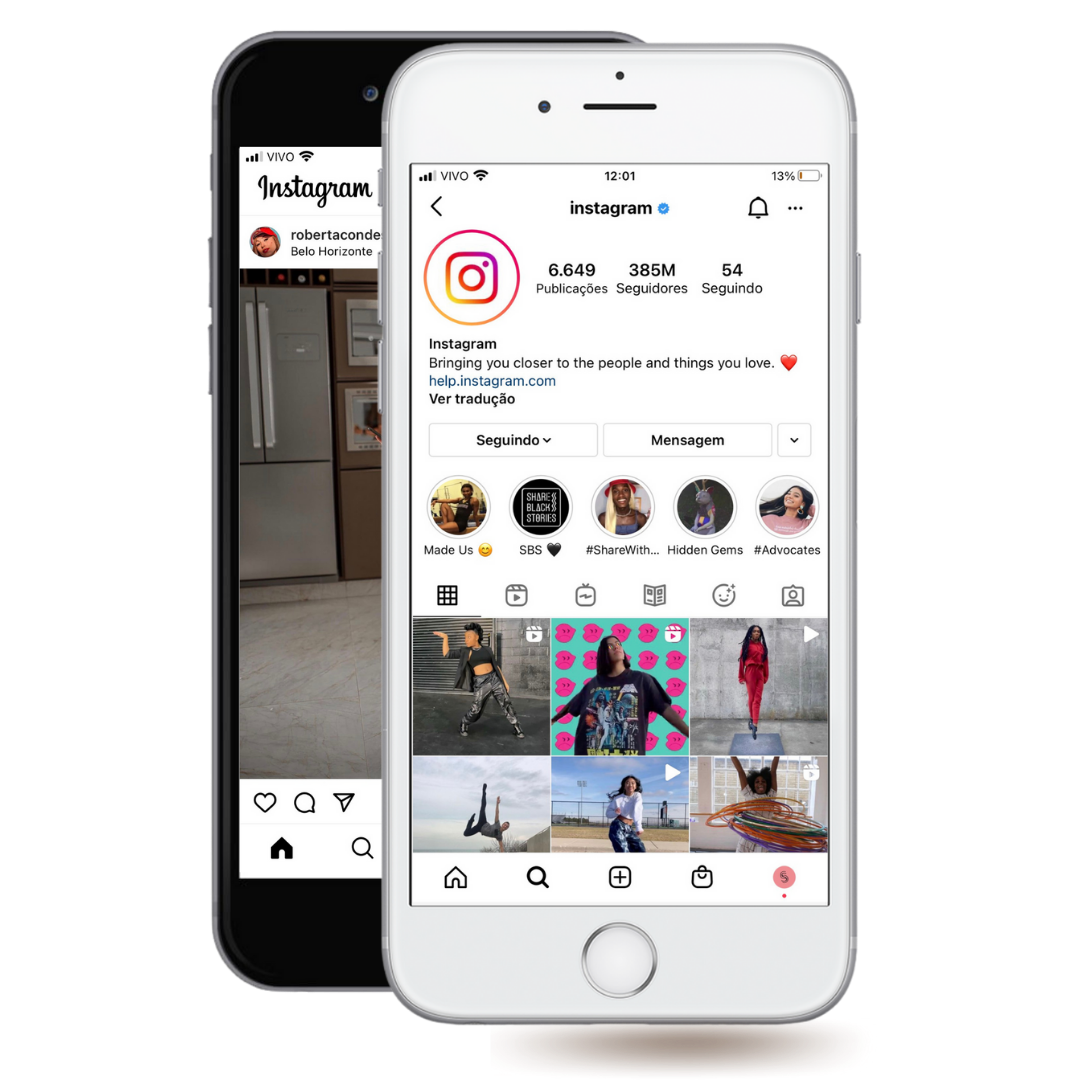 VIVO
Instagram
robertaconde
Belo Horizonte
VIVO 12:01 13%
instagram
6.649 385M 54
Publicações Seguidores Seguindo
Instagram
Bringing you closer to the people and things you love. ❤️
help.instagram.com
Ver tradução
Seguindo Mensagem
SHARE
BLACK
STORIES
Made Us 😊 SBS 🖤 #ShareWith... Hidden Gems #Advocates